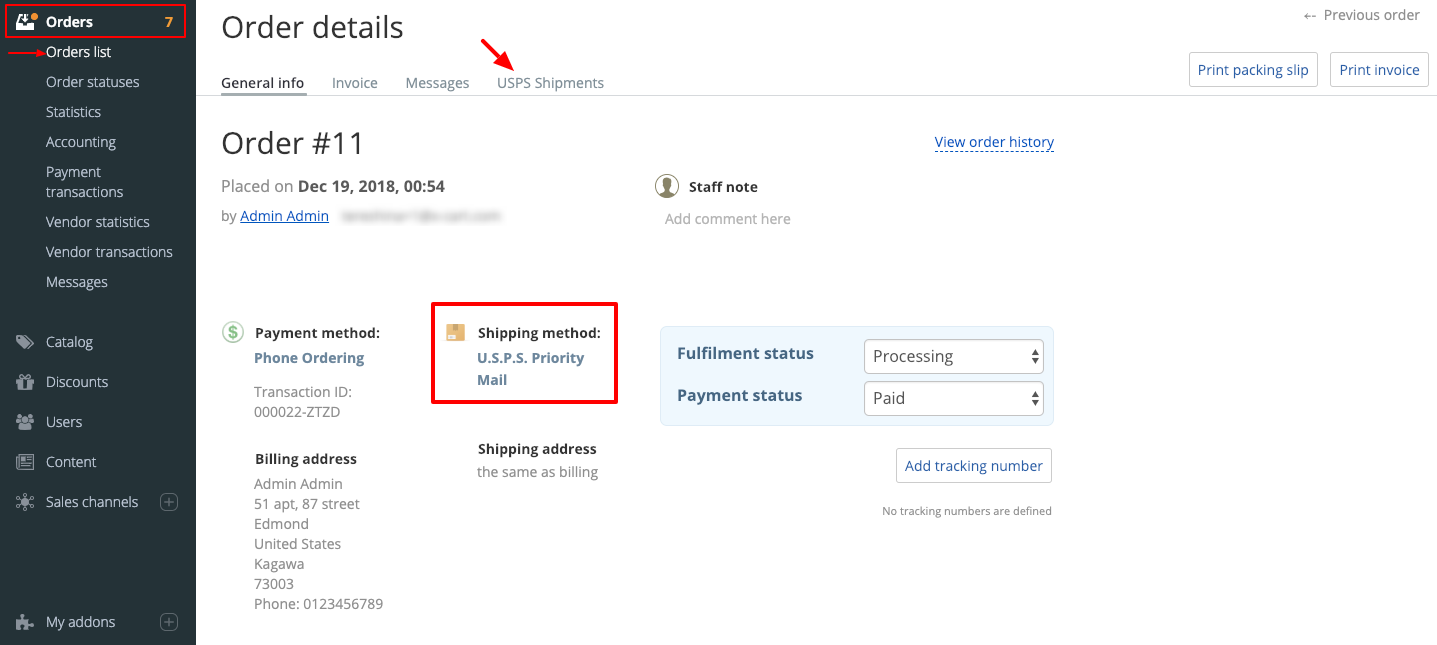 Orders 7
Orders list
Order statuses
Statistics
Accounting
Payment
transactions
Vendor statistics
Vendor transactions
Messages
Catalog
Discounts
Users
Content
Sales channels
My addons
Order details
Previous order
General info Invoice Messages USPS Shipments
Print packing slip Print invoice
Order #11
View order history
Placed on Dec 19, 2018, 00:54
by Admin Admin
Staff note
Add comment here
Payment method:
Phone Ordering
Transaction ID:
000022-ZTZD
Shipping method:
U.S.P.S. Priority
Mail
Fulfilment status Processing
Payment status Paid
Billing address
Admin Admin
51 apt, 87 street
Edmond
United States
Kagawa
73003
Phone: 0123456789
Shipping address
the same as billing
Add tracking number
No tracking numbers are defined